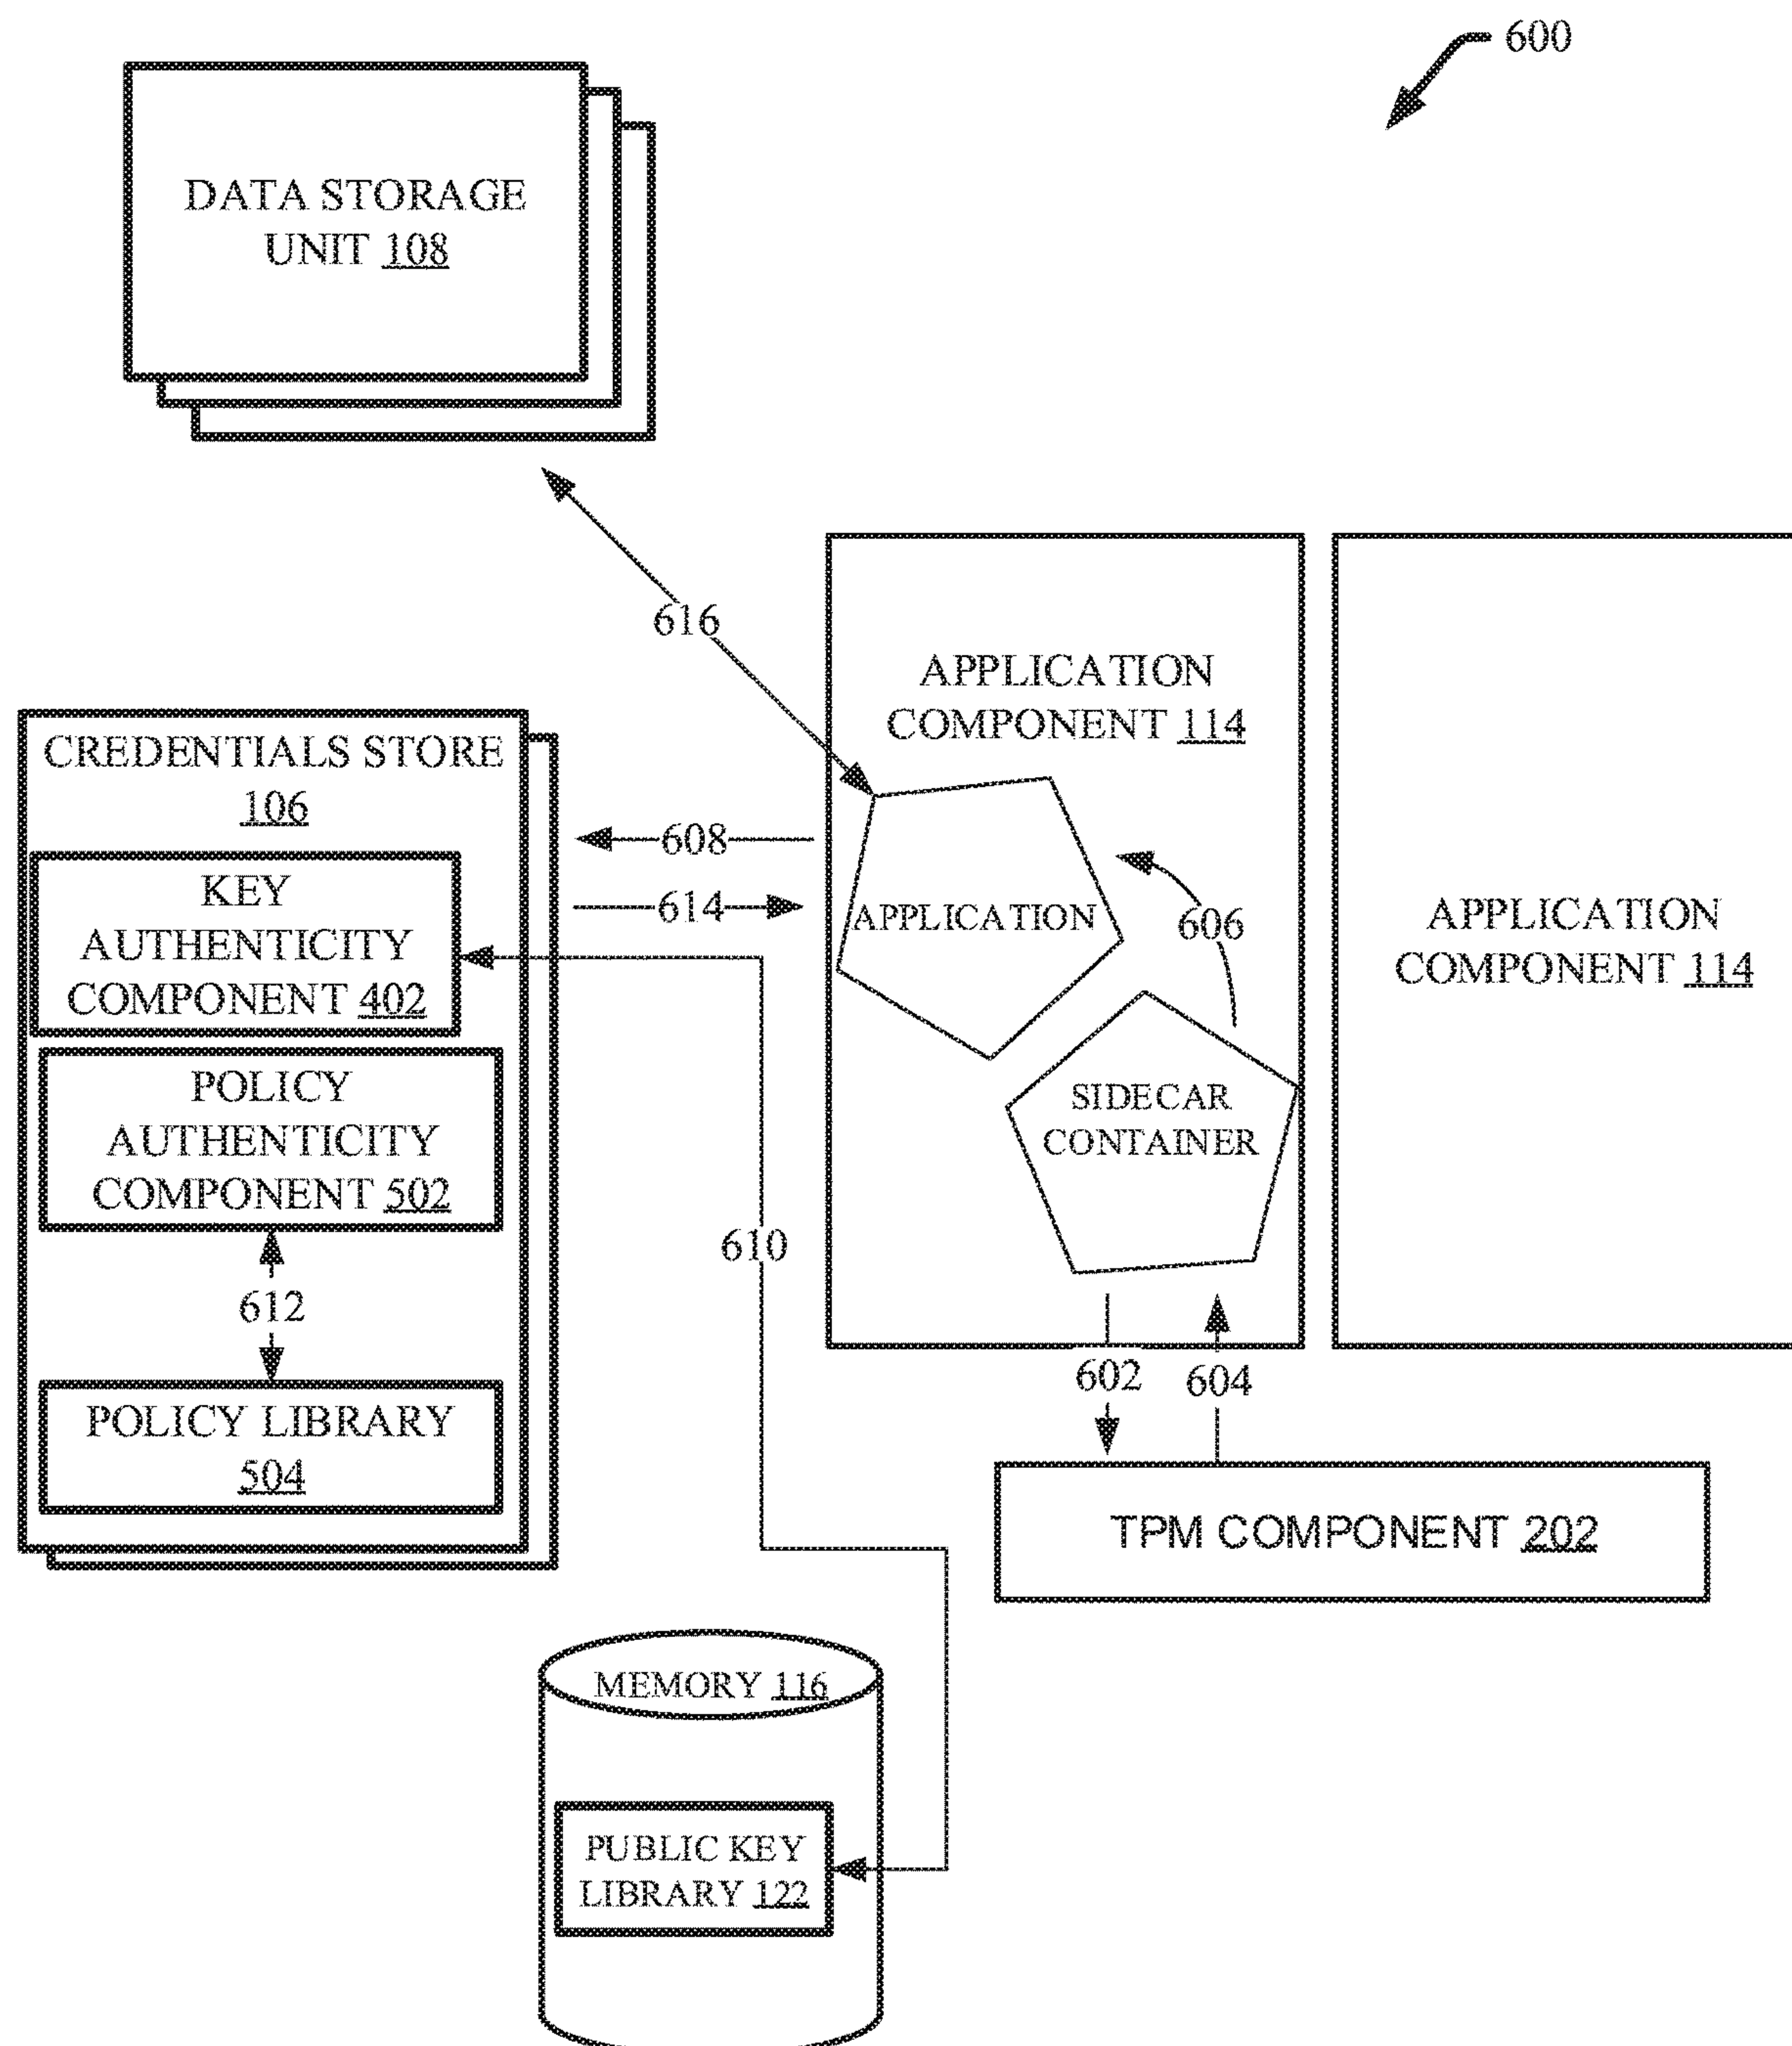 600
DATA STORAGE
UNIT 108
616
APPLICATION
COMPONENT 114
APPLICATION
COMPONENT 114
CREDENTIALS STORE
106
608
614
KEY
AUTHENTICITY
COMPONENT 402
APPLICATION
606
POLICY
AUTHENTICITY
COMPONENT 502
SIDECAR
CONTAINER
610
612
602
604
POLICY LIBRARY
504
TPM COMPONENT 202
MEMORY 116
PUBLIC KEY
LIBRARY 122